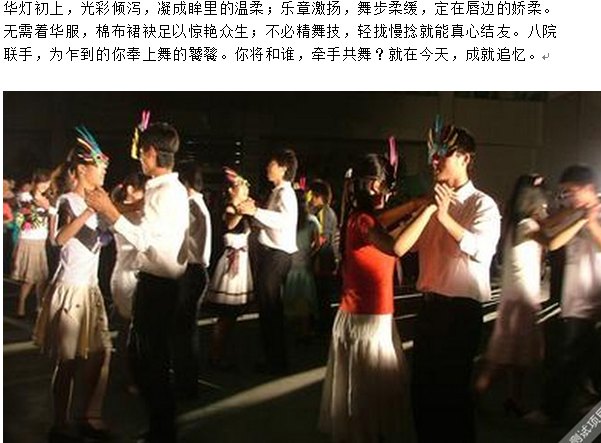 华灯初上，光彩倾泻，凝成眸里的温柔；乐章激扬，舞步柔缓，定在唇边的娇柔。
无需着华服，棉布裙袂足以惊艳众生；不必精舞技，轻拢慢捻就能真心结友。八院
联手，为乍到的你奉上舞的饕餮。你将和谁，牵手共舞？就在今天，成就追忆。
测试项